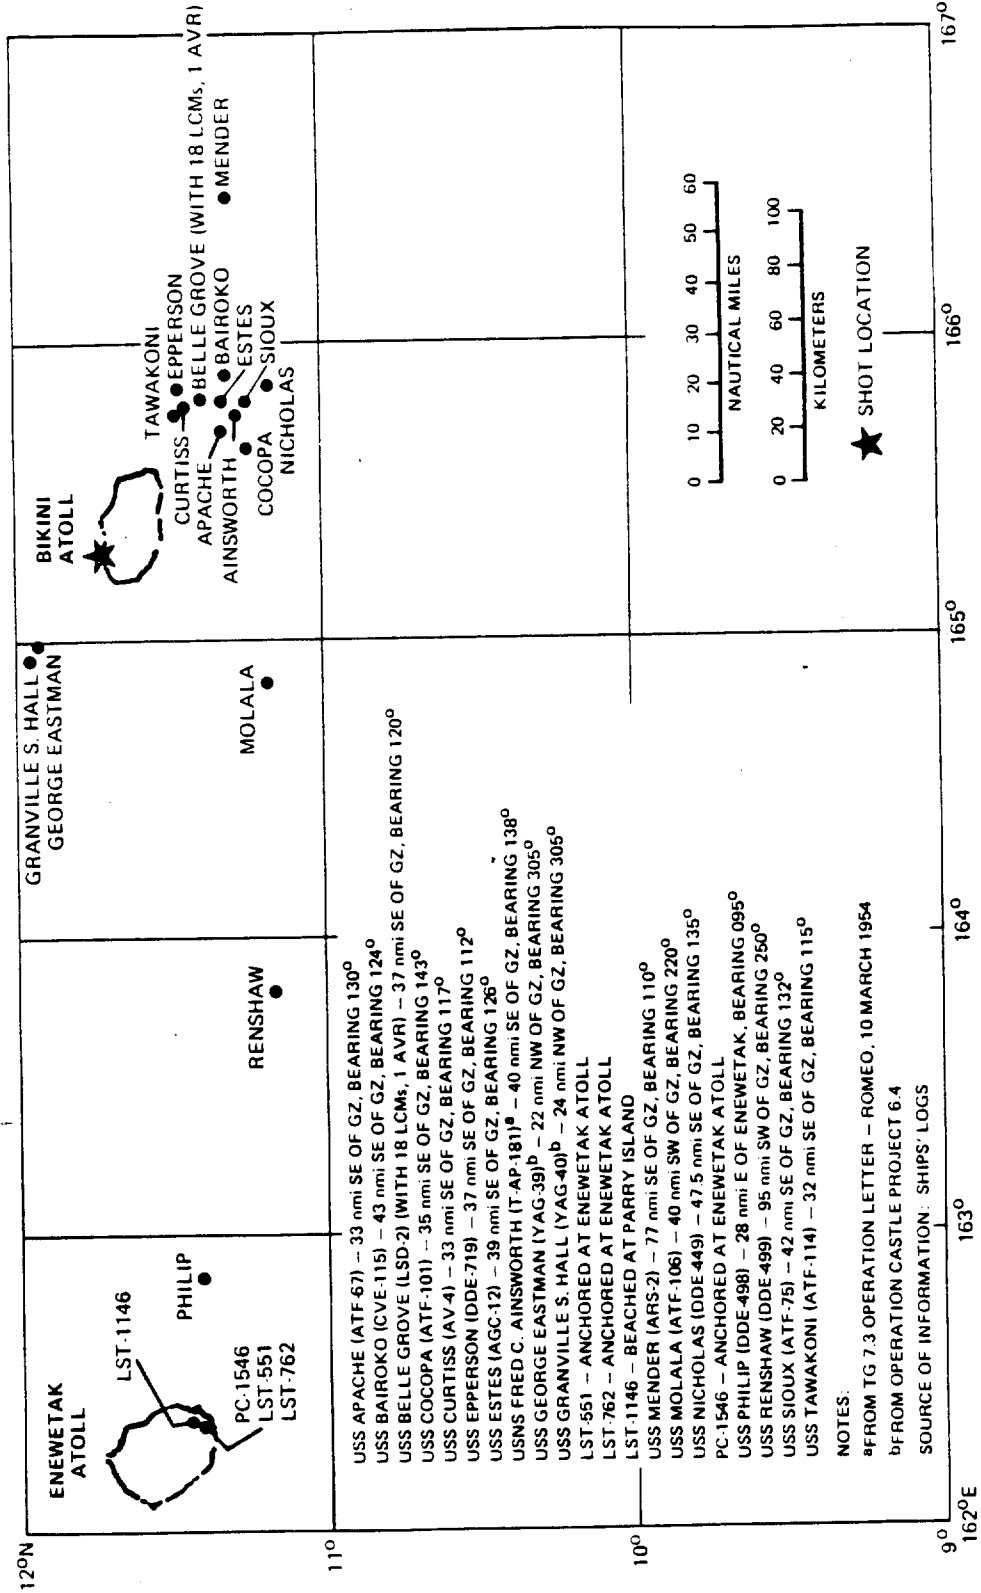 12°N
ENEWETAK
ATOLL
LST-1146
PC-1546
LST-551
LST-762
PHILIP
RENSHAW
GRANVILLE S. HALL
GEORGE EASTMAN
MOLALA
BIKINI
ATOLL
TAWAKONI
EPPERSON
CURTISS
BELLE GROVE (WITH 18 LCMs, 1 AVR)
APACHE
BAIROKO
MENDER
AINSWORTH
ESTES
SIOUX
COCOPA
NICHOLAS
11°
USS APACHE (ATF-67) – 33 nmi SE OF GZ, BEARING 130°
USS BAIROKO (CVE-115) – 43 nmi SE OF GZ, BEARING 124°
USS BELLE GROVE (LSD-2) (WITH 18 LCMs, 1 AVR) – 37 nmi SE OF GZ, BEARING 120°
USS COCOPA (ATF-101) – 35 nmi SE OF GZ, BEARING 143°
USS CURTISS (AV-4) – 33 nmi SE OF GZ, BEARING 117°
USS EPPERSON (DDE-719) – 37 nmi SE OF GZ, BEARING 112°
USS ESTES (AGC-12) – 39 nmi SE OF GZ, BEARING 126°
USNS FRED C. AINSWORTH (T-AP-181)a – 40 nmi SE OF GZ, BEARING 138°
USS GEORGE EASTMAN (YAG-39)b – 22 nmi NW OF GZ, BEARING 305°
USS GRANVILLE S. HALL (YAG-40)b – 24 nmi NW OF GZ, BEARING 305°
LST-551 – ANCHORED AT ENEWETAK ATOLL
LST-762 – ANCHORED AT ENEWETAK ATOLL
LST-1146 – BEACHED AT PARRY ISLAND
USS MENDER (ARS-2) – 77 nmi SE OF GZ, BEARING 110°
USS MOLALA (ATF-106) – 40 nmi SW OF GZ, BEARING 220°
USS NICHOLAS (DDE-449) – 47.5 nmi SE OF GZ, BEARING 135°
PC-1546 – ANCHORED AT ENEWETAK ATOLL
USS PHILIP (DDE-498) – 28 nmi E OF ENEWETAK, BEARING 095°
USS RENSHAW (DDE-499) – 95 nmi SW OF GZ, BEARING 250°
USS SIOUX (ATF-75) – 42 nmi SE OF GZ, BEARING 132°
USS TAWAKONI (ATF-114) – 32 nmi SE OF GZ, BEARING 115°
10°
NOTES:
aFROM TG 7.3 OPERATION LETTER – ROMEO, 10 MARCH 1954
bFROM OPERATION CASTLE PROJECT 6.4
SOURCE OF INFORMATION: SHIPS' LOGS
0 10 20 30 40 50 60
NAUTICAL MILES
0 20 40 60 80 100
KILOMETERS
SHOT LOCATION
9°
162°E 163° 164° 165° 166° 167°